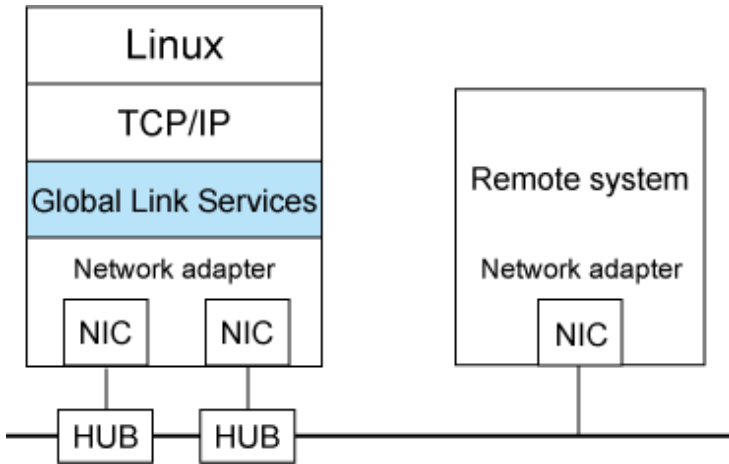 Linux
TCP/IP
Global Link Services
Network adapter
NIC
NIC
HUB
HUB
Remote system
Network adapter
NIC